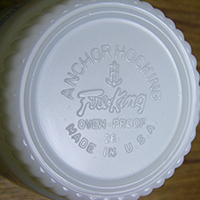 ANCHOR HOCKING
Fire-King
OVEN-PROOF
MADE IN U.S.A.